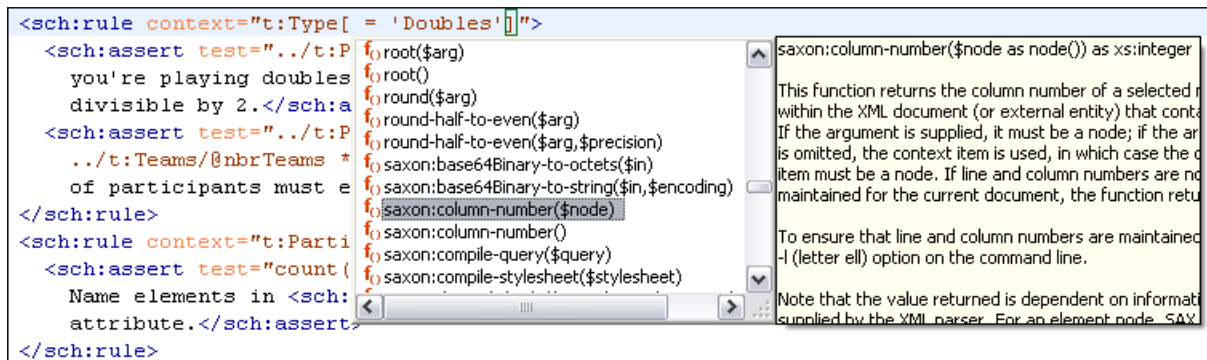 <sch:rule context="t:Type[ = 'Doubles']">
<sch:assert test="../t:P
you're playing doubles
divisible by 2.</sch:a
<sch:assert test="../t:P
../t:Teams/@nbrTeams *
of participants must e
</sch:rule>
<sch:rule context="t:Parti
<sch:assert test="count(
Name elements in <sch:
attribute.</sch:assert>
</sch:rule>
f() root($arg)
f() root()
f() round($arg)
f() round-half-to-even($arg)
f() round-half-to-even($arg,$precision)
f() saxon:base64Binary-to-octets($in)
f() saxon:base64Binary-to-string($in,$encoding)
f() saxon:column-number($node)
f() saxon:column-number()
f() saxon:compile-query($query)
f() saxon:compile-stylesheet($stylesheet)
saxon:column-number($node as node()) as xs:integer
This function returns the column number of a selected
within the XML document (or external entity) that conta
If the argument is supplied, it must be a node; if the ar
is omitted, the context item is used, in which case the
item must be a node. If line and column numbers are no
maintained for the current document, the function retu
To ensure that line and column numbers are maintained
-l (letter ell) option on the command line.
Note that the value returned is dependent on informati
supplied by the XML parser. For an element node, SAX